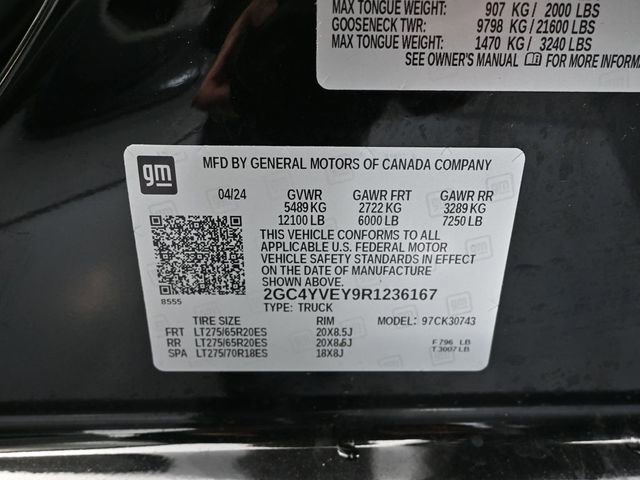 MAX TONGUE WEIGHT: 907 KG/ 2000 LBS
GOOSENECK TWR: 9798 KG/21600 LBS
MAX TONGUE WEIGHT: 1470 KG/ 3240 LBS
SEE OWNER'S MANUAL FOR MORE INFORM
gm
MFD BY GENERAL MOTORS OF CANADA COMPANY
04/24 GVWR GAWR FRT GAWR RR
5489 KG 2722 KG 3289 KG
12100 LB 6000 LB 7250 LB
THIS VEHICLE CONFORMS TO ALL
APPLICABLE U.S. FEDERAL MOTOR
VEHICLE SAFETY STANDARDS IN EFFECT
ON THE DATE OF MANUFACTURE SHOWN ABOVE.
2GC4YVEY9R1236167
8555
TYPE: TRUCK
TIRE SIZE RIM MODEL: 97CK30743
FRT LT275/65R20ES 20X8.5J
RR LT275/65R20ES 20X8.5J F 796 LB
SPA LT275/70R18ES 18X8J T 3007 LB